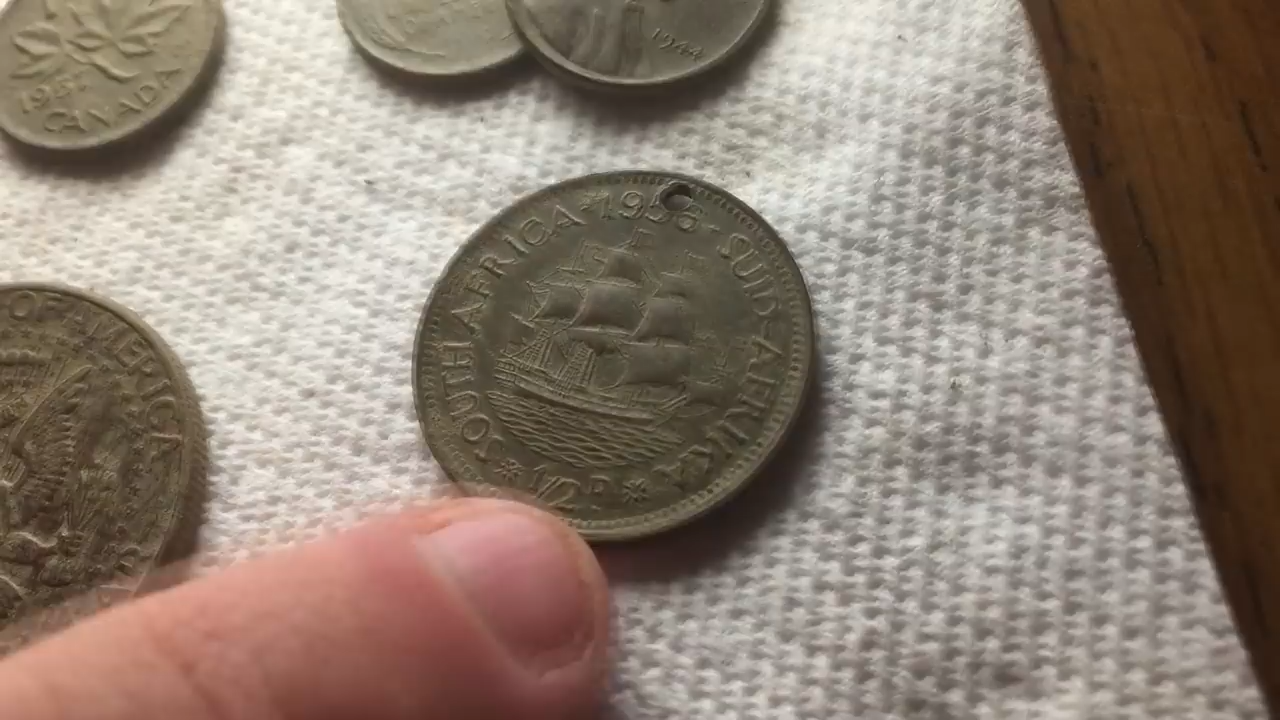 CANADA
1944
OF AMERICA
SOUTH AFRICA · 1956 · SUID-AFRIKA
* 1/2 D *